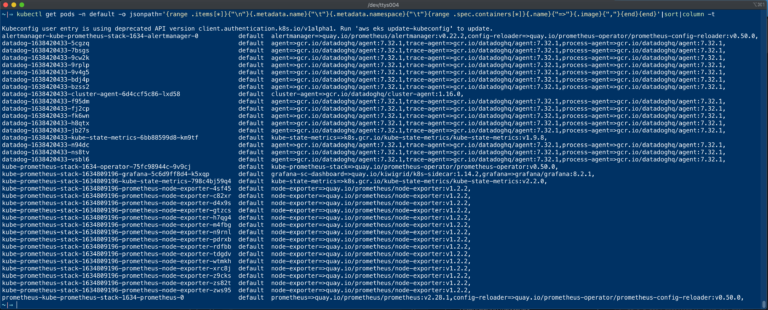 /dev/ttys004
~|⇒ kubectl get pods -n default -o jsonpath='{range .items[*]}{"\n"}{.metadata.name}{"\t"}{.metadata.namespace}{"\t"}{range .spec.containers[*]}{.name}{"=>"}{.image}{","}{end}{end}'|sort|column -t
Kubeconfig user entry is using deprecated API version client.authentication.k8s.io/v1alpha1. Run 'aws eks update-kubeconfig' to update.
alertmanager-kube-prometheus-stack-1634-alertmanager-0 default alertmanager=>quay.io/prometheus/alertmanager:v0.22.2,config-reloader=>quay.io/prometheus-operator/prometheus-config-reloader:v0.50.0,
datadog-1638420433-5cgzq default agent=>gcr.io/datadoghq/agent:7.32.1,trace-agent=>gcr.io/datadoghq/agent:7.32.1,process-agent=>gcr.io/datadoghq/agent:7.32.1,
datadog-1638420433-7bsgs default agent=>gcr.io/datadoghq/agent:7.32.1,trace-agent=>gcr.io/datadoghq/agent:7.32.1,process-agent=>gcr.io/datadoghq/agent:7.32.1,
datadog-1638420433-9cw2k default agent=>gcr.io/datadoghq/agent:7.32.1,trace-agent=>gcr.io/datadoghq/agent:7.32.1,process-agent=>gcr.io/datadoghq/agent:7.32.1,
datadog-1638420433-9rplp default agent=>gcr.io/datadoghq/agent:7.32.1,trace-agent=>gcr.io/datadoghq/agent:7.32.1,process-agent=>gcr.io/datadoghq/agent:7.32.1,
datadog-1638420433-9v4g5 default agent=>gcr.io/datadoghq/agent:7.32.1,trace-agent=>gcr.io/datadoghq/agent:7.32.1,process-agent=>gcr.io/datadoghq/agent:7.32.1,
datadog-1638420433-bdj4p default agent=>gcr.io/datadoghq/agent:7.32.1,trace-agent=>gcr.io/datadoghq/agent:7.32.1,process-agent=>gcr.io/datadoghq/agent:7.32.1,
datadog-1638420433-bzss2 default agent=>gcr.io/datadoghq/agent:7.32.1,trace-agent=>gcr.io/datadoghq/agent:7.32.1,process-agent=>gcr.io/datadoghq/agent:7.32.1,
datadog-1638420433-cluster-agent-6d4ccf5c86-lxd58 default cluster-agent=>gcr.io/datadoghq/cluster-agent:1.16.0,
datadog-1638420433-f95dm default agent=>gcr.io/datadoghq/agent:7.32.1,trace-agent=>gcr.io/datadoghq/agent:7.32.1,process-agent=>gcr.io/datadoghq/agent:7.32.1,
datadog-1638420433-fj2cp default agent=>gcr.io/datadoghq/agent:7.32.1,trace-agent=>gcr.io/datadoghq/agent:7.32.1,process-agent=>gcr.io/datadoghq/agent:7.32.1,
datadog-1638420433-fk6wn default agent=>gcr.io/datadoghq/agent:7.32.1,trace-agent=>gcr.io/datadoghq/agent:7.32.1,process-agent=>gcr.io/datadoghq/agent:7.32.1,
datadog-1638420433-h8qtx default agent=>gcr.io/datadoghq/agent:7.32.1,trace-agent=>gcr.io/datadoghq/agent:7.32.1,process-agent=>gcr.io/datadoghq/agent:7.32.1,
datadog-1638420433-jb27s default agent=>gcr.io/datadoghq/agent:7.32.1,trace-agent=>gcr.io/datadoghq/agent:7.32.1,process-agent=>gcr.io/datadoghq/agent:7.32.1,
datadog-1638420433-kube-state-metrics-6bb88599d8-km9tf default kube-state-metrics=>k8s.gcr.io/kube-state-metrics/kube-state-metrics:v1.9.8,
datadog-1638420433-n94dc default agent=>gcr.io/datadoghq/agent:7.32.1,trace-agent=>gcr.io/datadoghq/agent:7.32.1,process-agent=>gcr.io/datadoghq/agent:7.32.1,
datadog-1638420433-ns8tv default agent=>gcr.io/datadoghq/agent:7.32.1,trace-agent=>gcr.io/datadoghq/agent:7.32.1,process-agent=>gcr.io/datadoghq/agent:7.32.1,
datadog-1638420433-vsbl6 default agent=>gcr.io/datadoghq/agent:7.32.1,trace-agent=>gcr.io/datadoghq/agent:7.32.1,process-agent=>gcr.io/datadoghq/agent:7.32.1,
kube-prometheus-stack-1634-operator-75fc98944c-9v9cj default kube-prometheus-stack=>quay.io/prometheus-operator/prometheus-operator:v0.50.0,
kube-prometheus-stack-1634809196-grafana-5c6d9ff8d4-k5xqp default grafana-sc-dashboard=>quay.io/kiwigrid/k8s-sidecar:1.14.2,grafana=>grafana/grafana:8.2.1,
kube-prometheus-stack-1634809196-kube-state-metrics-798c4bj59q4 default kube-state-metrics=>k8s.gcr.io/kube-state-metrics/kube-state-metrics:v2.2.0,
kube-prometheus-stack-1634809196-prometheus-node-exporter-4sf45 default node-exporter=>quay.io/prometheus/node-exporter:v1.2.2,
kube-prometheus-stack-1634809196-prometheus-node-exporter-c82xr default node-exporter=>quay.io/prometheus/node-exporter:v1.2.2,
kube-prometheus-stack-1634809196-prometheus-node-exporter-d4x9s default node-exporter=>quay.io/prometheus/node-exporter:v1.2.2,
kube-prometheus-stack-1634809196-prometheus-node-exporter-gtzcs default node-exporter=>quay.io/prometheus/node-exporter:v1.2.2,
kube-prometheus-stack-1634809196-prometheus-node-exporter-h7qg4 default node-exporter=>quay.io/prometheus/node-exporter:v1.2.2,
kube-prometheus-stack-1634809196-prometheus-node-exporter-m4fbg default node-exporter=>quay.io/prometheus/node-exporter:v1.2.2,
kube-prometheus-stack-1634809196-prometheus-node-exporter-n9rnl default node-exporter=>quay.io/prometheus/node-exporter:v1.2.2,
kube-prometheus-stack-1634809196-prometheus-node-exporter-pdrxb default node-exporter=>quay.io/prometheus/node-exporter:v1.2.2,
kube-prometheus-stack-1634809196-prometheus-node-exporter-rdfbb default node-exporter=>quay.io/prometheus/node-exporter:v1.2.2,
kube-prometheus-stack-1634809196-prometheus-node-exporter-tdgdv default node-exporter=>quay.io/prometheus/node-exporter:v1.2.2,
kube-prometheus-stack-1634809196-prometheus-node-exporter-wtmkh default node-exporter=>quay.io/prometheus/node-exporter:v1.2.2,
kube-prometheus-stack-1634809196-prometheus-node-exporter-xrc8j default node-exporter=>quay.io/prometheus/node-exporter:v1.2.2,
kube-prometheus-stack-1634809196-prometheus-node-exporter-z9cks default node-exporter=>quay.io/prometheus/node-exporter:v1.2.2,
kube-prometheus-stack-1634809196-prometheus-node-exporter-zs82t default node-exporter=>quay.io/prometheus/node-exporter:v1.2.2,
kube-prometheus-stack-1634809196-prometheus-node-exporter-zws95 default node-exporter=>quay.io/prometheus/node-exporter:v1.2.2,
prometheus-kube-prometheus-stack-1634-prometheus-0 default prometheus=>quay.io/prometheus/prometheus:v2.28.1,config-reloader=>quay.io/prometheus-operator/prometheus-config-reloader:v0.50.0,
~|⇒